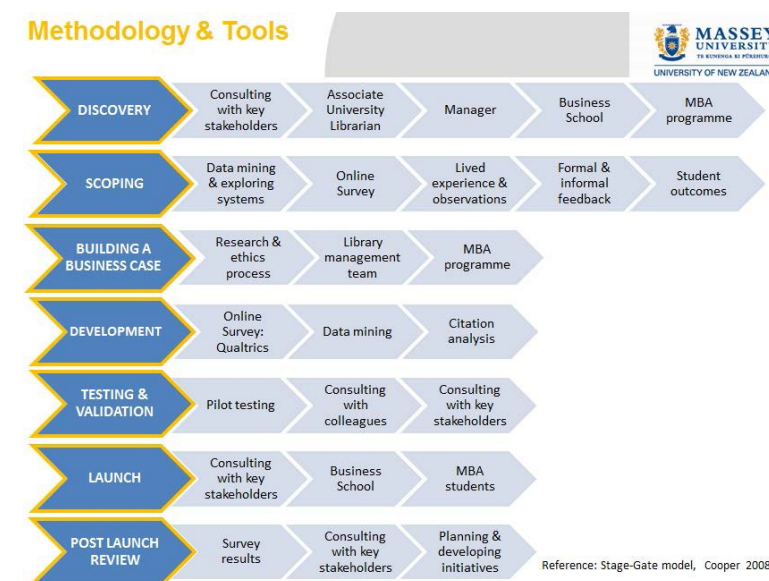 Methodology & Tools
MASSEY
UNIVERSITY
UNIVERSITY OF NEW ZEALAN
DISCOVERY
Consulting
with key
stakeholders
Associate
University
Librarian
Manager
Business
School
MBA
programme
SCOPING
Data mining
& exploring
systems
Online
Survey
Lived
experience &
observations
Formal &
informal
feedback
Student
outcomes
BUILDING A
BUSINESS CASE
Research &
ethics
process
Library
management
team
MBA
programme
DEVELOPMENT
Online
Survey:
Qualtrics
Data mining
Citation
analysis
TESTING &
VALIDATION
Pilot testing
Consulting
with
colleagues
Consulting
with key
stakeholders
LAUNCH
Consulting
with key
stakeholders
Business
School
MBA
students
POST LAUNCH
REVIEW
Survey
results
Consulting
with key
stakeholders
Planning &
developing
initiatives
Reference: Stage-Gate model, Cooper 2008